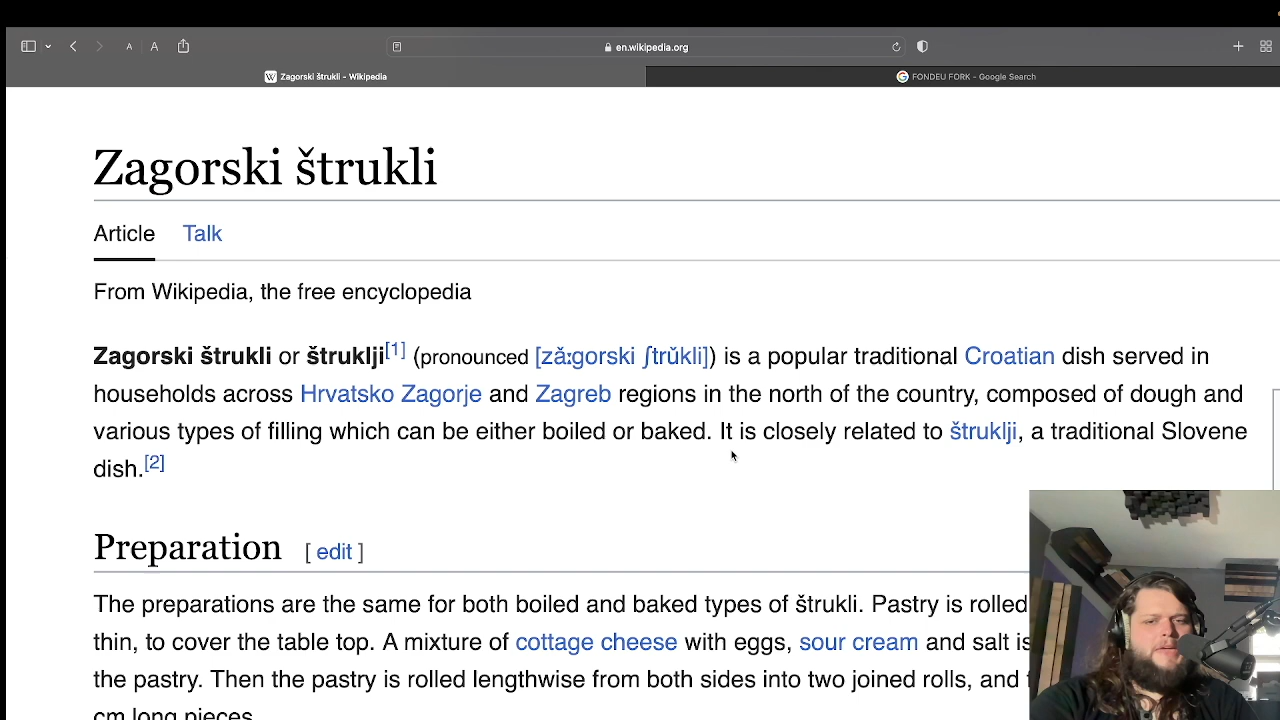 A A en.wikipedia.org
W Zagorski štrukli - Wikipedia G FONDEU FORK - Google Search
Zagorski štrukli
Article Talk
From Wikipedia, the free encyclopedia
Zagorski štrukli or štruklji[1] (pronounced [zǎːɡorski ʃtrǔkli]) is a popular traditional Croatian dish served in
households across Hrvatsko Zagorje and Zagreb regions in the north of the country, composed of dough and
various types of filling which can be either boiled or baked. It is closely related to štruklji, a traditional Slovene
dish.[2]
Preparation [ edit ]
The preparations are the same for both boiled and baked types of štrukli. Pastry is rolled
thin, to cover the table top. A mixture of cottage cheese with eggs, sour cream and salt is
the pastry. Then the pastry is rolled lengthwise from both sides into two joined rolls, and
cm long pieces